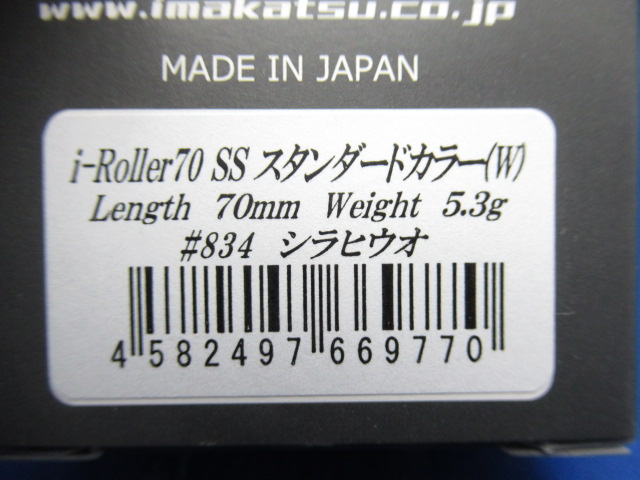 www.imakatsu.co.jp
MADE IN JAPAN
i-Roller70 SS スタンダードカラー(W)
Length 70mm Weight 5.3g
#834 シラヒウオ
4 582497 669770